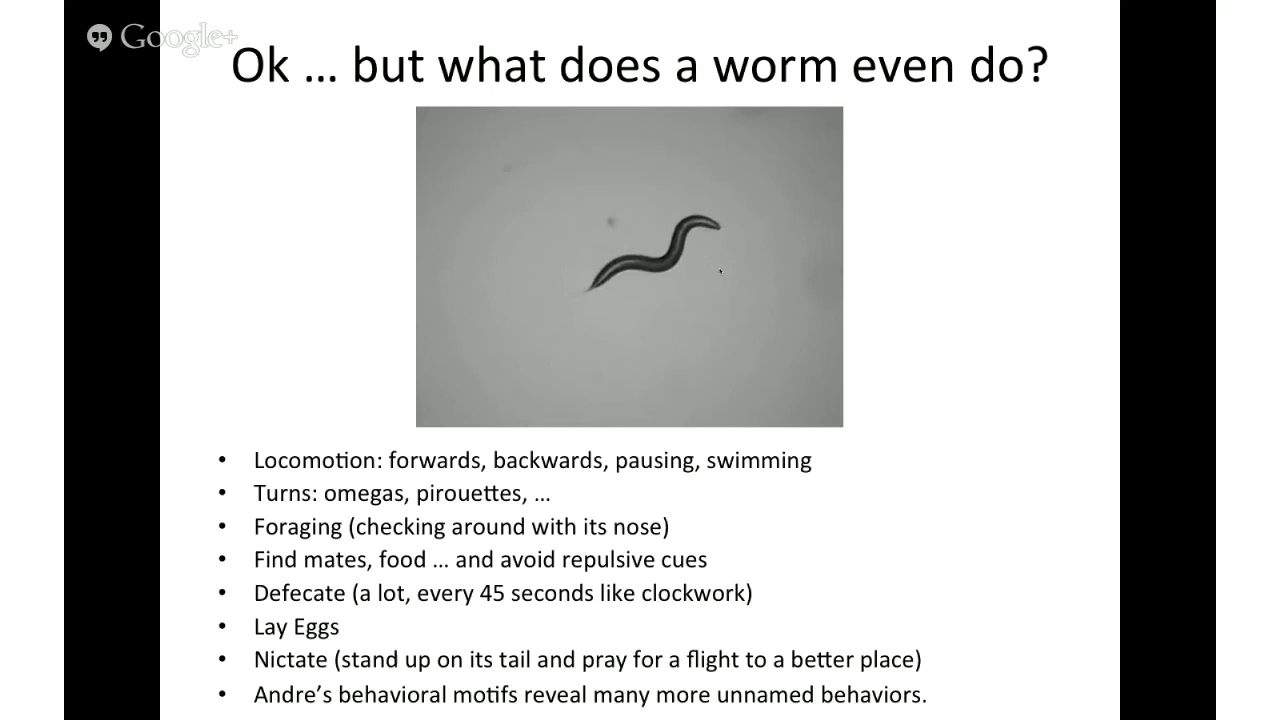 Google+
Ok … but what does a worm even do?
• Locomotion: forwards, backwards, pausing, swimming
• Turns: omegas, pirouettes, …
• Foraging (checking around with its nose)
• Find mates, food … and avoid repulsive cues
• Defecate (a lot, every 45 seconds like clockwork)
• Lay Eggs
• Nictate (stand up on its tail and pray for a flight to a better place)
• Andre’s behavioral motifs reveal many more unnamed behaviors.